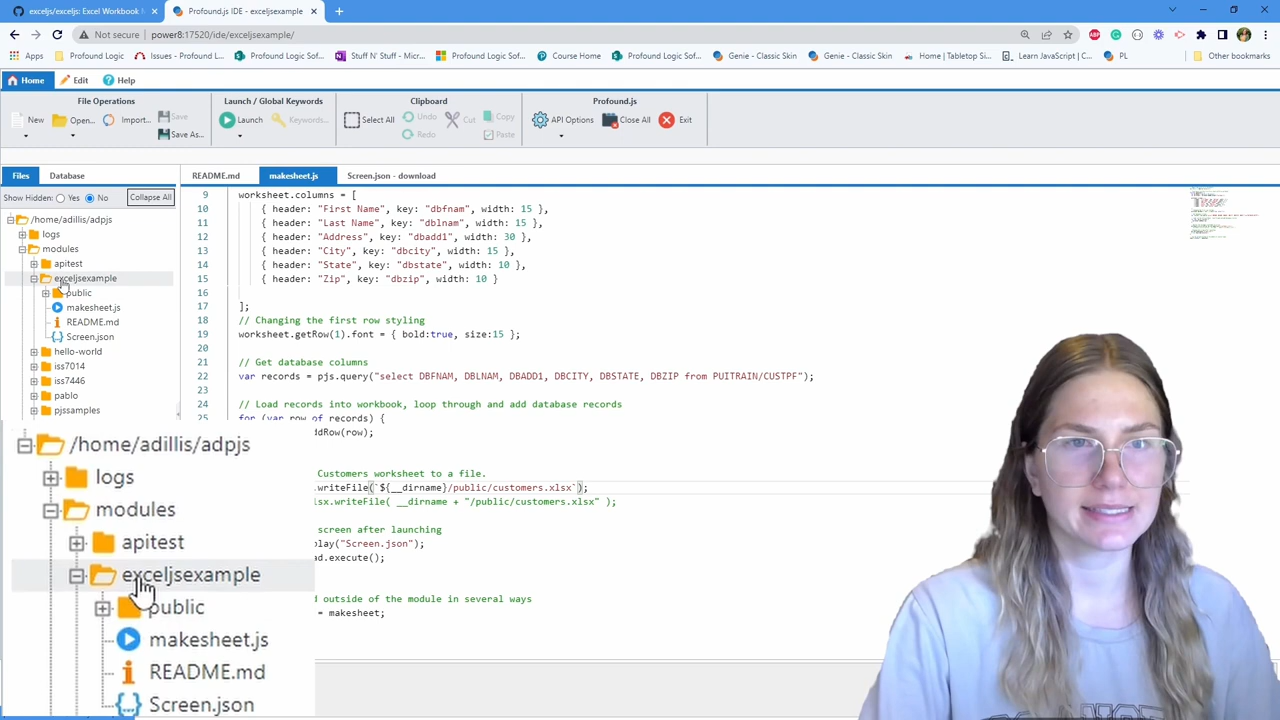 exceljs/exceljs: Excel Workbook M
Profound.js IDE - exceljsexample
Not secure
power8:17520/ide/exceljsexample/
Apps
Profound Logic
Issues - Profound L...
Profound Logic Sof...
Stuff N' Stuff - Micr...
Profound Logic Sof...
Course Home
Profound Logic Sof...
Genie - Classic Skin
Genie - Classic Skin
Home | Tabletop Si...
Learn JavaScript | C...
PL
Other bookmarks
Home
Edit
Help
File Operations
Launch / Global Keywords
Clipboard
Profound.js
New
Open...
Import...
Save
Save As...
Launch
Keywords...
Select All
Undo
Redo
Cut
Copy
Paste
API Options
Close All
Exit
Files
Database
README.md
makesheet.js
Screen.json - download
Show Hidden: Yes No Collapse All
/home/adillis/adpjs
logs
modules
apitest
exceljsexample
public
makesheet.js
README.md
Screen.json
hello-world
iss7014
iss7446
pablo
pjssamples
9 worksheet.columns = [
10 { header: "First Name", key: "dbfnam", width: 15 },
11 { header: "Last Name", key: "dblnam", width: 15 },
12 { header: "Address", key: "dbadd1", width: 30 },
13 { header: "City", key: "dbcity", width: 15 },
14 { header: "State", key: "dbstate", width: 10 },
15 { header: "Zip", key: "dbzip", width: 10 }
16
17 ];
18 // Changing the first row styling
19 worksheet.getRow(1).font = { bold:true, size:15 };
20
21 // Get database columns
22 var records = pjs.query("select DBFNAM, DBLNAM, DBADD1, DBCITY, DBSTATE, DBZIP from PUITRAIN/CUSTPF");
23
24 // Load records into workbook, loop through and add database records
25 for (var row of records) {
ddRow(row);
Customers worksheet to a file.
.writeFile(`${__dirname}/public/customers.xlsx`);
lsx.writeFile( __dirname + "/public/customers.xlsx" );
screen after launching
play("Screen.json");
ad.execute();
d outside of the module in several ways
= makesheet;
/home/adillis/adpjs
logs
modules
apitest
exceljsexample
public
makesheet.js
README.md
Screen.json